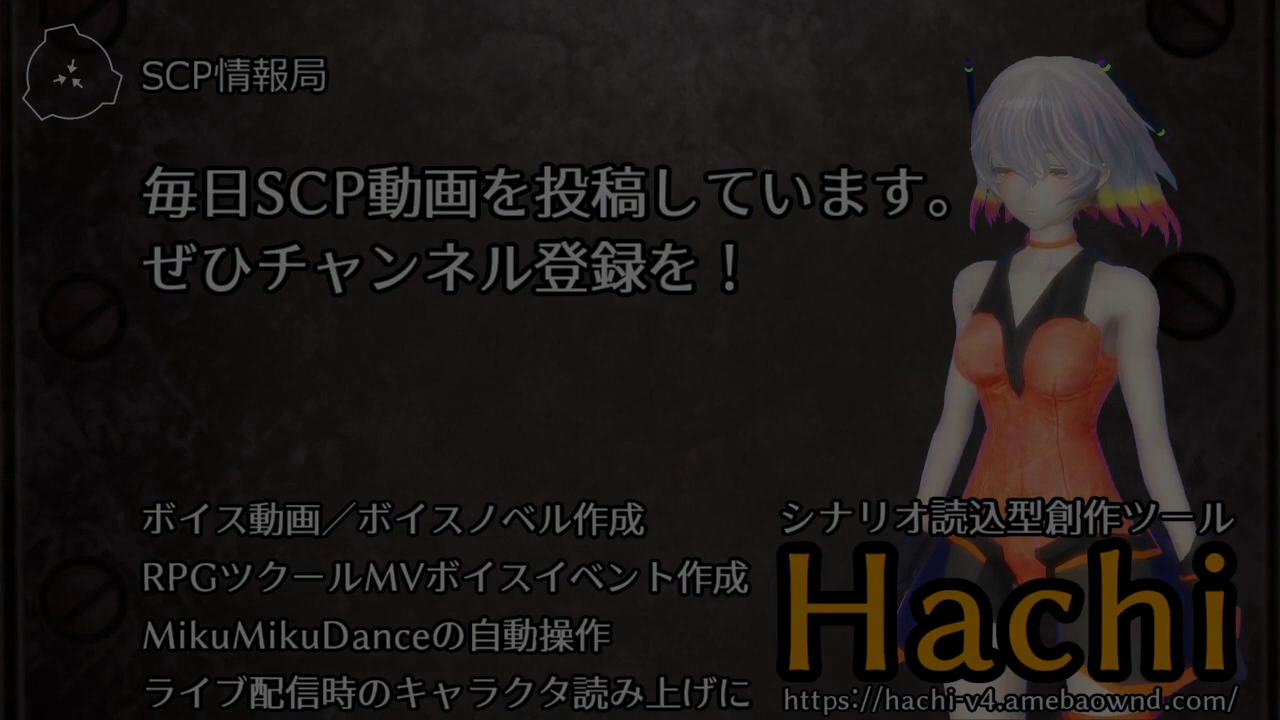 SCP情報局
毎日SCP動画を投稿しています。
ぜひチャンネル登録を！
ボイス動画／ボイスノベル作成
RPGツクールMVボイスイベント作成
MikuMikuDanceの自動操作
ライブ配信時のキャラクタ読み上げに
シナリオ読込型創作ツール
Hachi
https://hachi-v4.amebaownd.com/